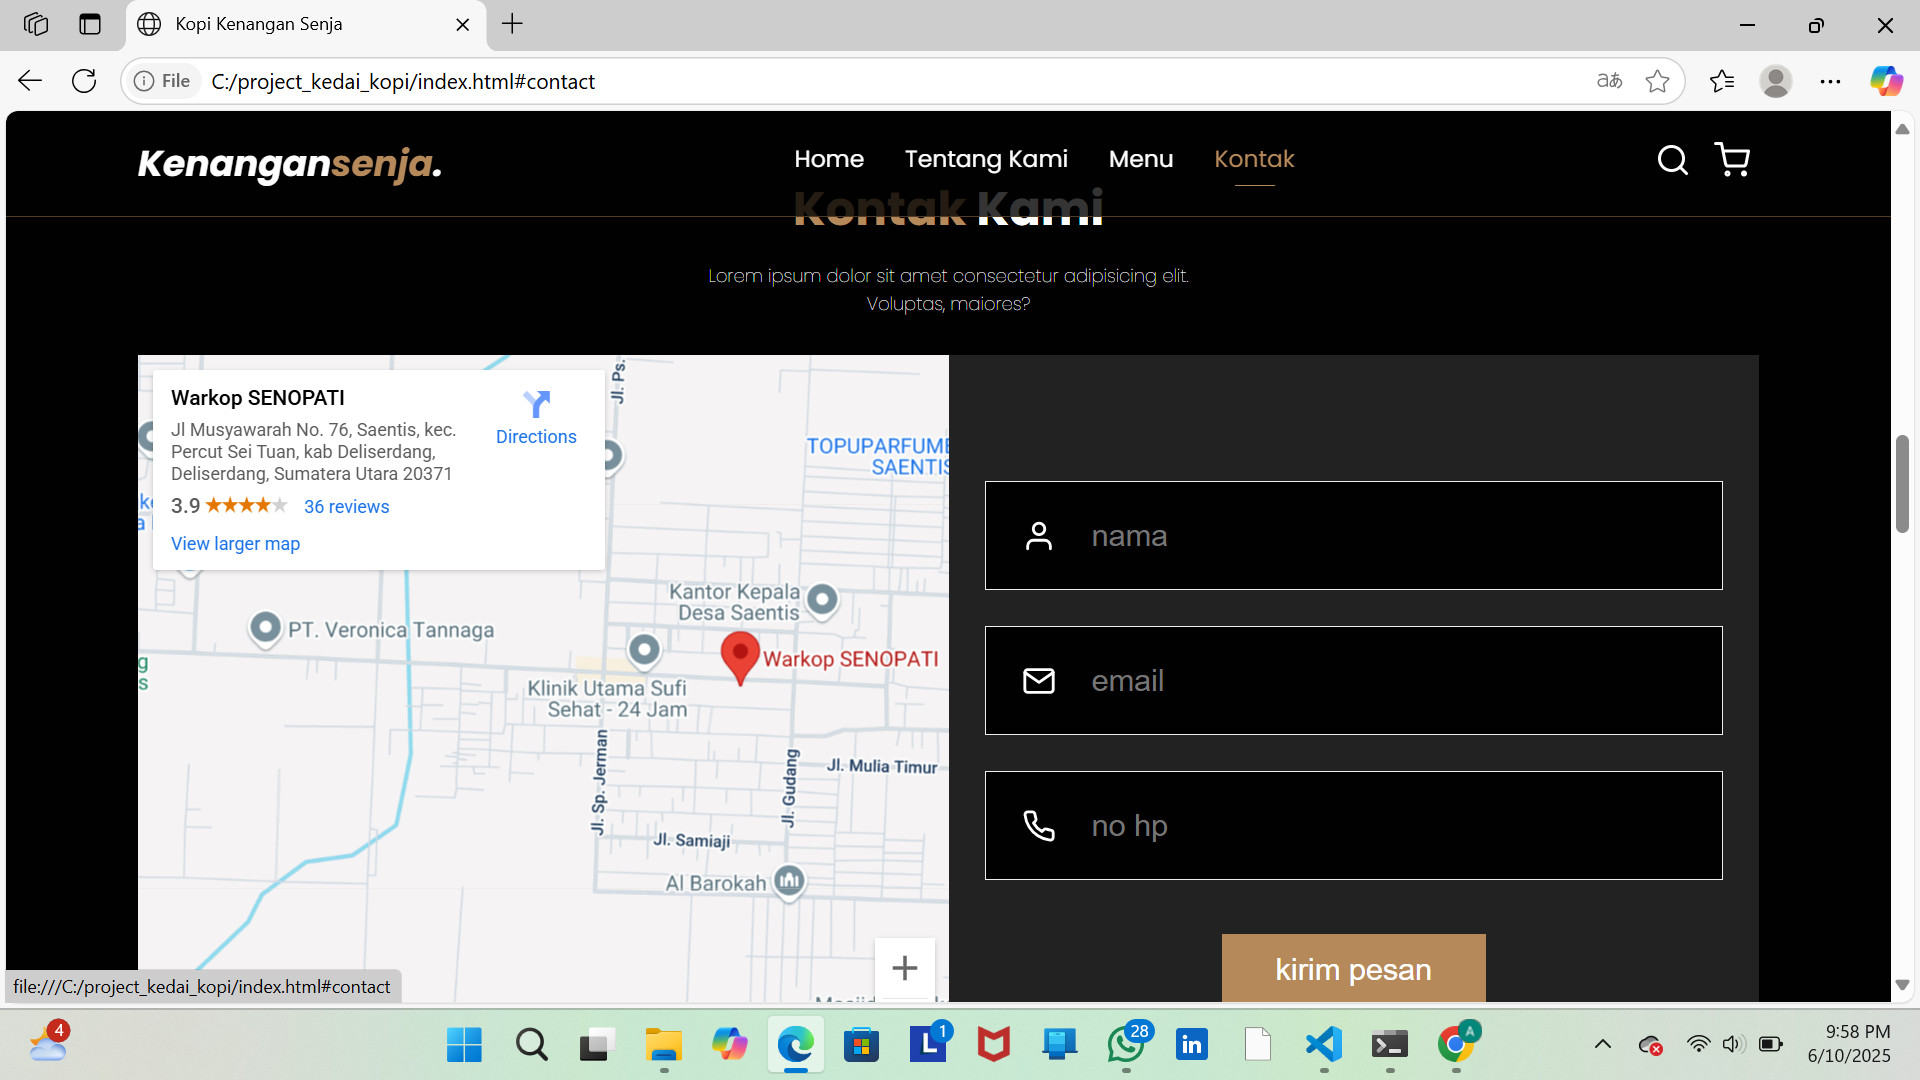 Kopi Kenangan Senja
File
C:/project_kedai_kopi/index.html#contact
Kenangansenja.
Home
Tentang Kami
Menu
Kontak
Kontak Kami
Lorem ipsum dolor sit amet consectetur adipisicing elit.
Voluptas, maiores?
Warkop SENOPATI
Jl Musyawarah No. 76, Saentis, kec.
Percut Sei Tuan, kab Deliserdang,
Deliserdang, Sumatera Utara 20371
3.9
36 reviews
View larger map
Directions
Jl. Ps.
TOPUPARFUME
SAENTIS
Kantor Kepala
Desa Saentis
PT. Veronica Tannaga
Warkop SENOPATI
Klinik Utama Sufi
Sehat - 24 Jam
Jl. Sp. Jerman
Jl. Gudang
Jl. Mulia Timur
Jl. Samiaji
Al Barokah
nama
email
no hp
kirim pesan
file:///C:/project_kedai_kopi/index.html#contact
4
1
28
A
9:58 PM
6/10/2025